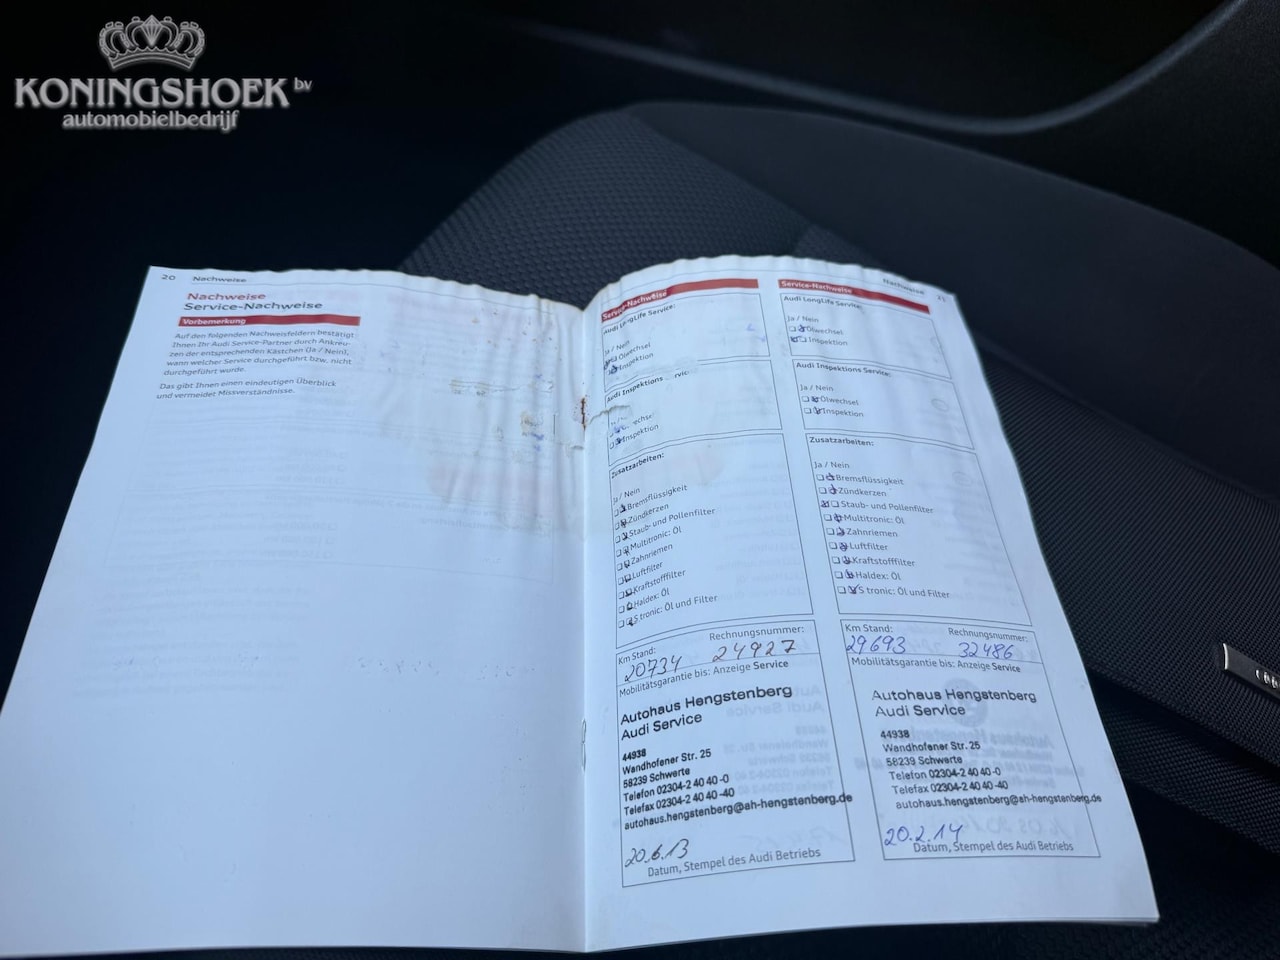 KONINGSHOEK bv
automobielbedrijf
20 Nachweise
Nachweise
Service-Nachweise
Vorbemerkung
Auf den folgenden Nachweisfeldern bestätigt
Ihnen Ihr Audi Service-Partner durch Ankreu-
zen der entsprechenden Kästchen (Ja / Nein),
wann welcher Service durchgeführt bzw. nicht
durchgeführt wurde.
Das gibt Ihnen einen eindeutigen Überblick
und vermeidet Missverständnisse.
Service-Nachweise
Audi LongLife Service:
Ja / Nein
Ölwechsel
Inspektion
Audi Inspektions
Inspektion
Zusatzarbeiten:
Ja / Nein
Bremsflüssigkeit
Zündkerzen
Staub- und Pollenfilter
Multitronic: Öl
Zahnriemen
Luftfilter
Kraftstofffilter
Haldex: Öl
S tronic: Öl und Filter
Km Stand: Rechnungsnummer:
20734 24927
Mobilitätsgarantie bis: Anzeige Service
Autohaus Hengstenberg
Audi Service
44938
Wandhofener Str. 25
58239 Schwerte
Telefon 02304-2 40 40-0
Telefax 02304-2 40 40-40
autohaus.hengstenberg@ah-hengstenberg.de
20.6.13
Datum, Stempel des Audi Betriebs
Nachweise
Service-Nachweise
Audi LongLife Service:
Ja / Nein
Ölwechsel
Inspektion
Audi Inspektions Service:
Ja / Nein
Ölwechsel
Inspektion
Zusatzarbeiten:
Ja / Nein
Bremsflüssigkeit
Zündkerzen
Staub- und Pollenfilter
Multitronic: Öl
Zahnriemen
Luftfilter
Kraftstofffilter
Haldex: Öl
S tronic: Öl und Filter
Km Stand: Rechnungsnummer:
29693 32486
Mobilitätsgarantie bis: Anzeige Service
Autohaus Hengstenberg
Audi Service
44938
Wandhofener Str. 25
58239 Schwerte
Telefon 02304-2 40 40-0
Telefax 02304-2 40 40-40
autohaus.hengstenberg@ah-hengstenberg.de
20.2.14
Datum, Stempel des Audi Betriebs